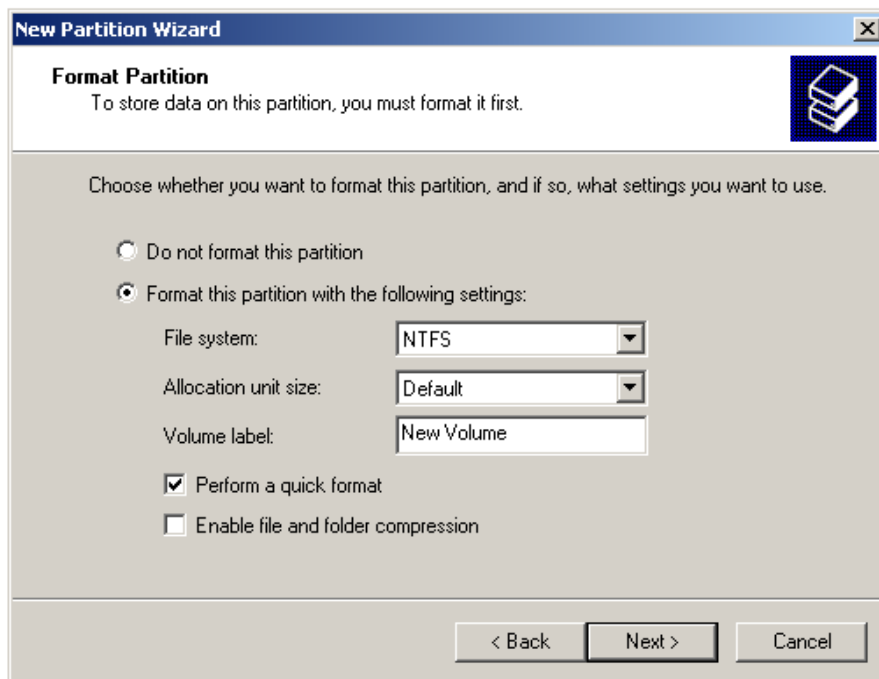 New Partition Wizard
Format Partition
To store data on this partition, you must format it first.
Choose whether you want to format this partition, and if so, what settings you want to use.
Do not format this partition
Format this partition with the following settings:
File system: NTFS
Allocation unit size: Default
Volume label: New Volume
Perform a quick format
Enable file and folder compression
< Back Next > Cancel